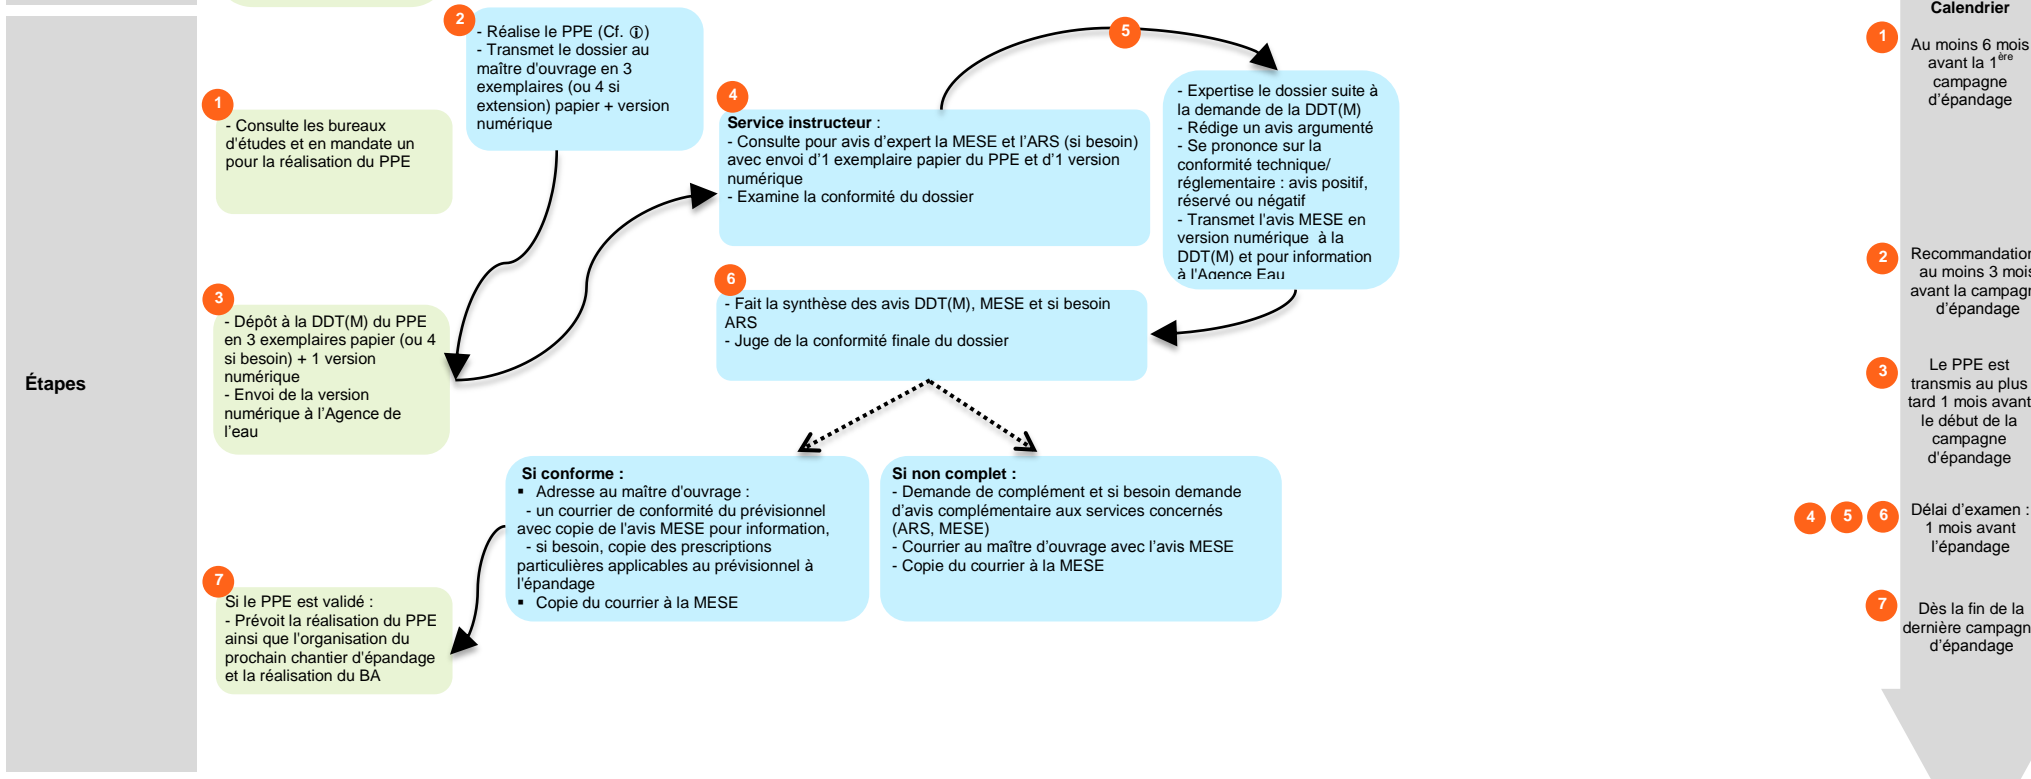 Étapes
1
- Consulte les bureaux
d'études et en mandate un
pour la réalisation du PPE
2
- Réalise le PPE (Cf. ①)
- Transmet le dossier au
maître d'ouvrage en 3
exemplaires (ou 4 si
extension) papier + version
numérique
3
- Dépôt à la DDT(M) du PPE
en 3 exemplaires papier (ou 4
si besoin) + 1 version
numérique
- Envoi de la version
numérique à l'Agence de
l'eau
4
Service instructeur :
- Consulte pour avis d'expert la MESE et l'ARS (si besoin)
avec envoi d'1 exemplaire papier du PPE et d'1 version
numérique
- Examine la conformité du dossier
5
- Expertise le dossier suite à
la demande de la DDT(M)
- Rédige un avis argumenté
- Se prononce sur la
conformité technique/
réglementaire : avis positif,
réservé ou négatif
- Transmet l'avis MESE en
version numérique à la
DDT(M) et pour information
à l'Agence Eau
6
- Fait la synthèse des avis DDT(M), MESE et si besoin
ARS
- Juge de la conformité finale du dossier
Si conforme :
▪ Adresse au maître d'ouvrage :
- un courrier de conformité du prévisionnel
avec copie de l'avis MESE pour information,
- si besoin, copie des prescriptions
particulières applicables au prévisionnel à
l'épandage
▪ Copie du courrier à la MESE
Si non complet :
- Demande de complément et si besoin demande
d'avis complémentaire aux services concernés
(ARS, MESE)
- Courrier au maître d'ouvrage avec l'avis MESE
- Copie du courrier à la MESE
7
Si le PPE est validé :
- Prévoit la réalisation du PPE
ainsi que l'organisation du
prochain chantier d'épandage
et la réalisation du BA
Calendrier
1
Au moins 6 mois
avant la 1ère
campagne
d'épandage
2
Recommandation
au moins 3 mois
avant la campagn
d'épandage
3
Le PPE est
transmis au plus
tard 1 mois avant
le début de la
campagne
d'épandage
4 5 6
Délai d'examen :
1 mois avant
l'épandage
7
Dès la fin de la
dernière campagn
d'épandage